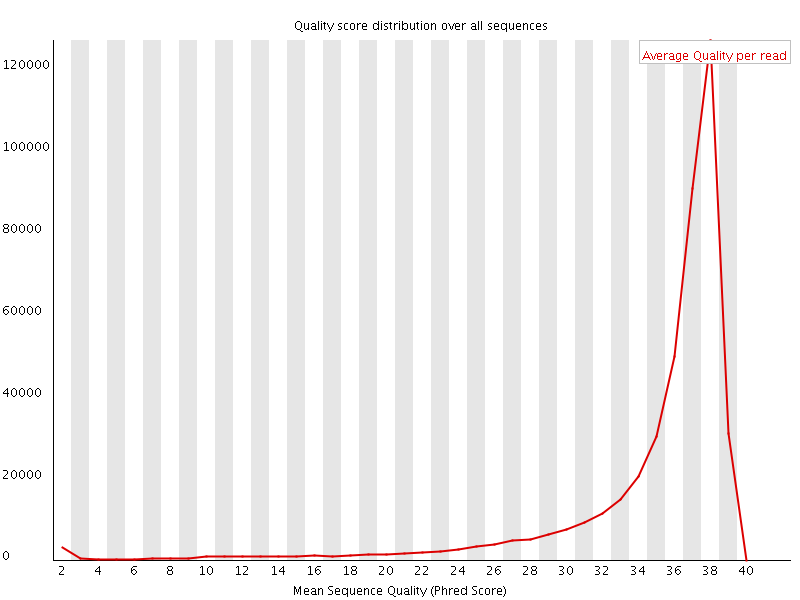 Quality score distribution over all sequences
Average Quality per read
120000
100000
80000
60000
40000
20000
0
2 4 6 8 10 12 14 16 18 20 22 24 26 28 30 32 34 36 38 40
Mean Sequence Quality (Phred Score)